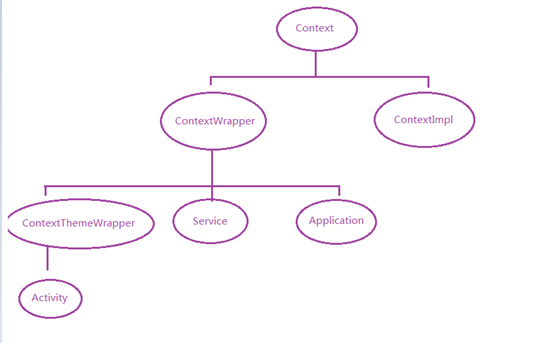 Context
ContextWrapper
ContextImpl
ContextThemeWrapper
Service
Application
Activity